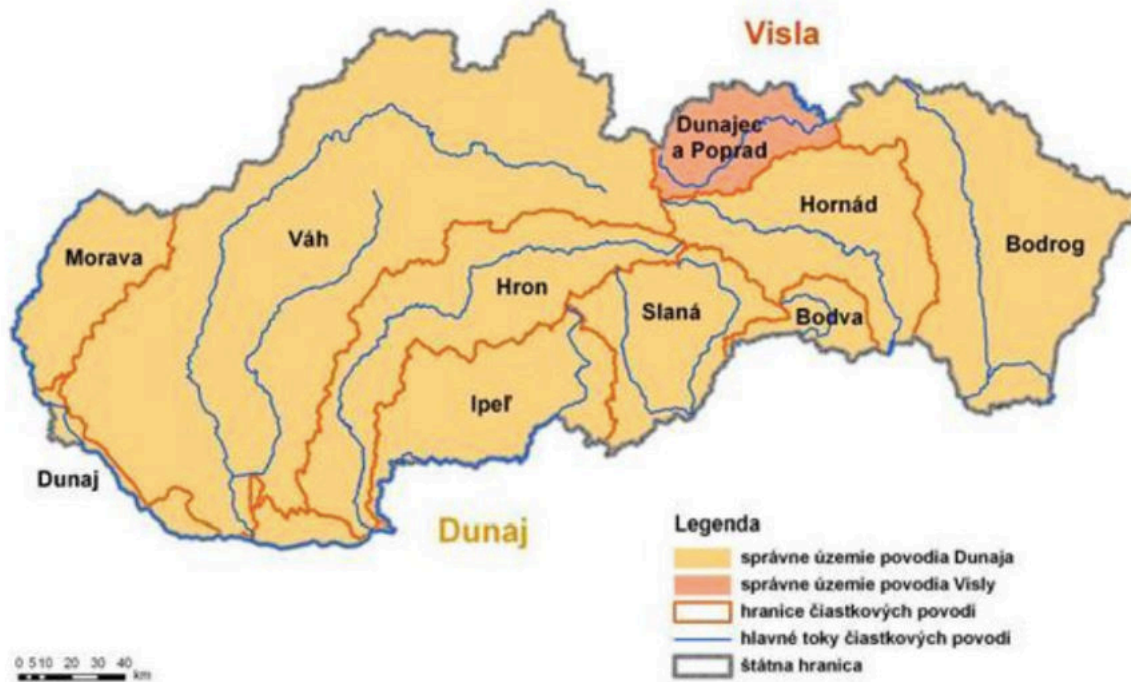 Visla
Dunajec
a Poprad
Hornád
Morava
Váh
Bodrog
Hron
Slaná
Bodva
Ipeľ
Dunaj
Dunaj
Legenda
správne územie povodia Dunaja
správne územie povodia Visly
hranice čiastkových povodí
hlavné toky čiastkových povodí
štátna hranica
0 5 10 20 30 40
km